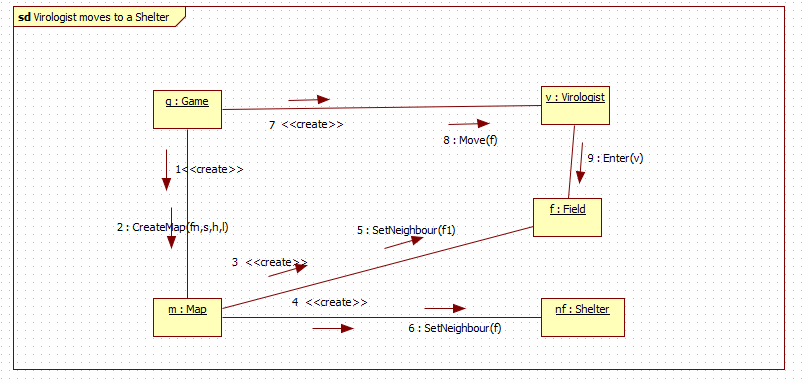 sd Virologist moves to a Shelter
g : Game
v : Virologist
7 <<create>>
8 : Move(f)
9 : Enter(v)
1<<create>>
f : Field
2 : CreateMap(fn,s,h,l)
5 : SetNeighbour(f1)
3 <<create>>
4 <<create>>
m : Map
nf : Shelter
6 : SetNeighbour(f)